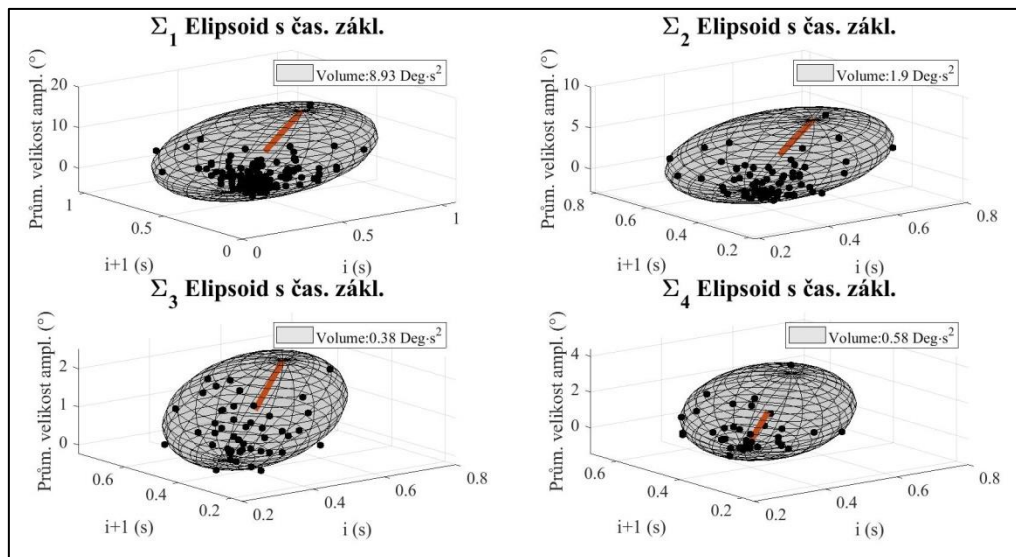 Σ1 Elipsoid s čas. zákl.
Volume:8.93 Deg·s2
Prům. velikost ampl. (°)
20
10
0
1
0.5
0
i+1 (s)
0
0.5
1
i (s)
Σ2 Elipsoid s čas. zákl.
Volume:1.9 Deg·s2
Prům. velikost ampl. (°)
10
5
0
0.8
0.6
0.4
0.2
i+1 (s)
0.2
0.4
0.6
0.8
i (s)
Σ3 Elipsoid s čas. zákl.
Volume:0.38 Deg·s2
Prům. velikost ampl. (°)
2
1
0
0.6
0.4
0.2
i+1 (s)
0.2
0.4
0.6
0.8
i (s)
Σ4 Elipsoid s čas. zákl.
Volume:0.58 Deg·s2
Prům. velikost ampl. (°)
4
2
0
0.6
0.4
0.2
i+1 (s)
0.2
0.4
0.6
0.8
i (s)